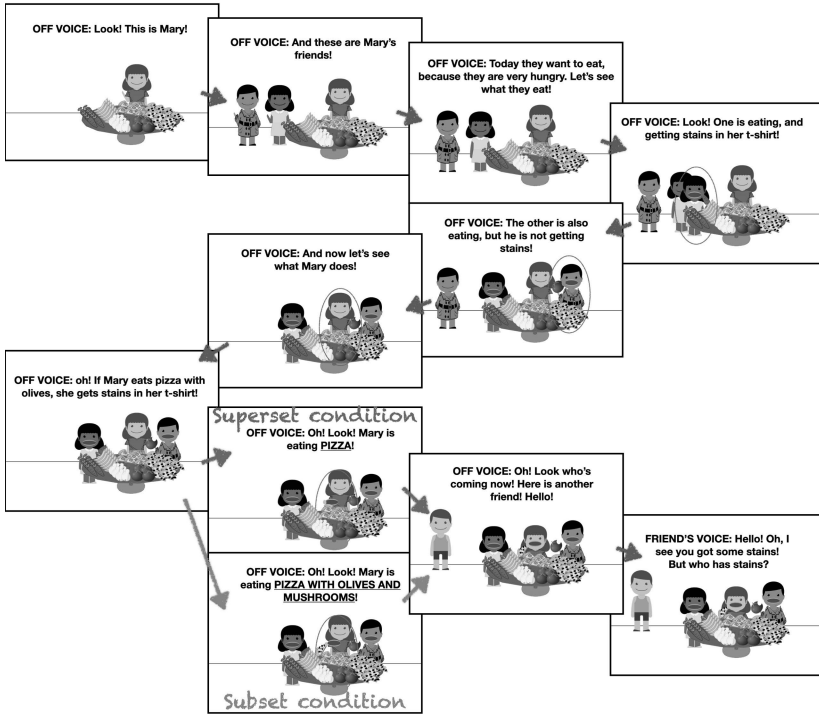 OFF VOICE: Look! This is Mary!
OFF VOICE: And these are Mary's
friends!
OFF VOICE: Today they want to eat,
because they are very hungry. Let's see
what they eat!
OFF VOICE: Look! One is eating, and
getting stains in her t-shirt!
OFF VOICE: The other is also
eating, but he is not getting
stains!
OFF VOICE: And now let's see
what Mary does!
OFF VOICE: oh! If Mary eats pizza with
olives, she gets stains in her t-shirt!
Superset condition
OFF VOICE: Oh! Look! Mary is
eating PIZZA!
OFF VOICE: Oh! Look! Mary is
eating PIZZA WITH OLIVES AND
MUSHROOMS!
Subset condition
OFF VOICE: Oh! Look who's
coming now! Here is another
friend! Hello!
FRIEND'S VOICE: Hello! Oh, I
see you got some stains!
But who has stains?